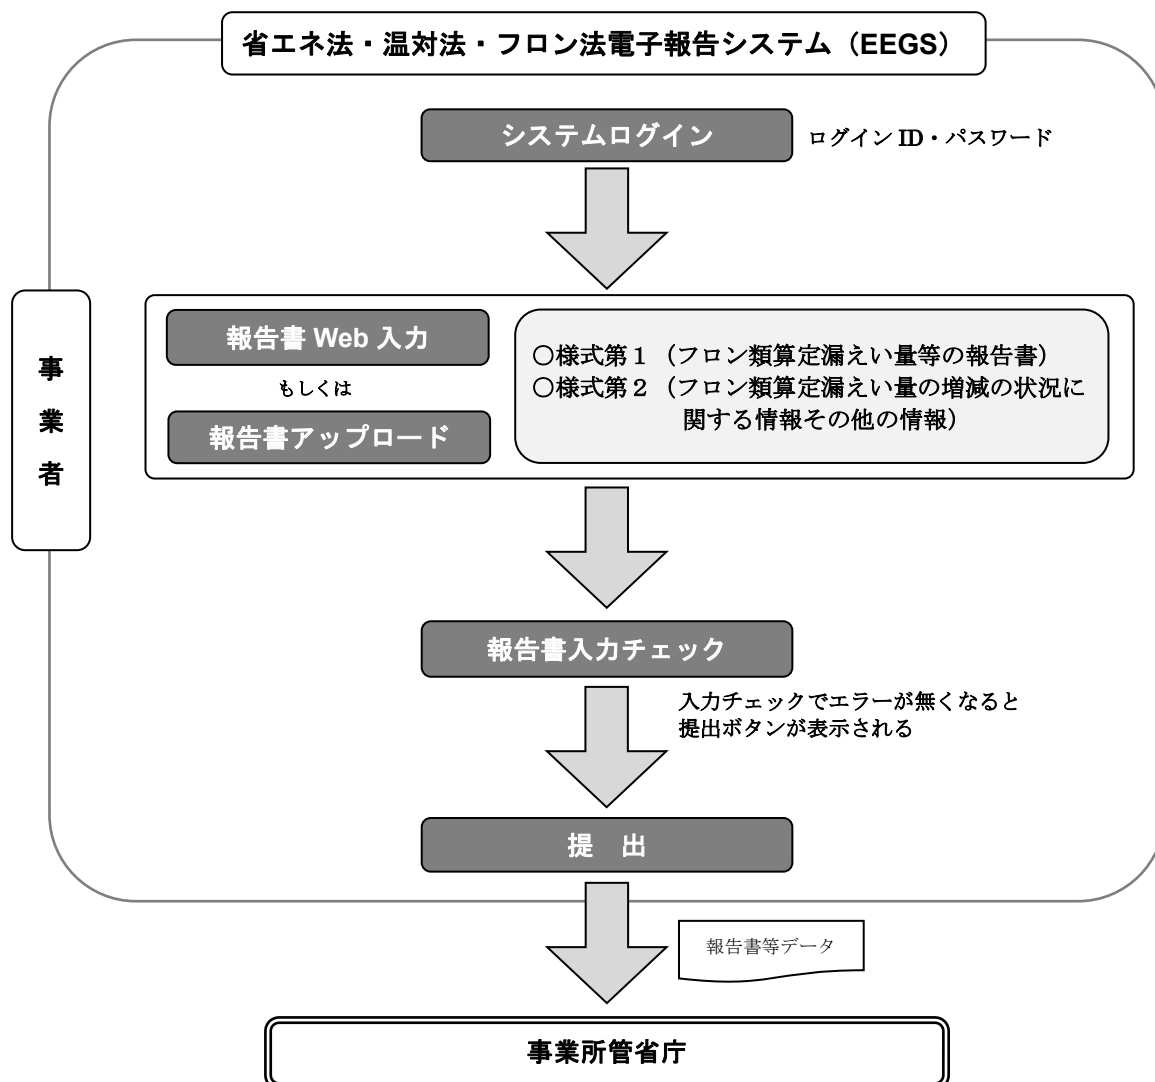 省エネ法・温対法・フロン法電子報告システム（EEGS）
システムログイン
ログイン ID・パスワード
事
業
者
報告書 Web 入力
もしくは
報告書アップロード
○様式第１（フロン類算定漏えい量等の報告書）
○様式第２（フロン類算定漏えい量の増減の状況に
関する情報その他の情報）
報告書入力チェック
入力チェックでエラーが無くなると
提出ボタンが表示される
提　出
報告書等データ
事業所管省庁